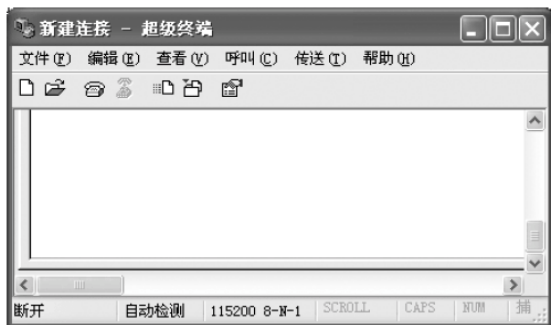 新建连接 - 超级终端
文件(F) 编辑(E) 查看(V) 呼叫(C) 传送(T) 帮助(H)
断开 自动检测 115200 8-N-1 SCROLL CAPS NUM 捕